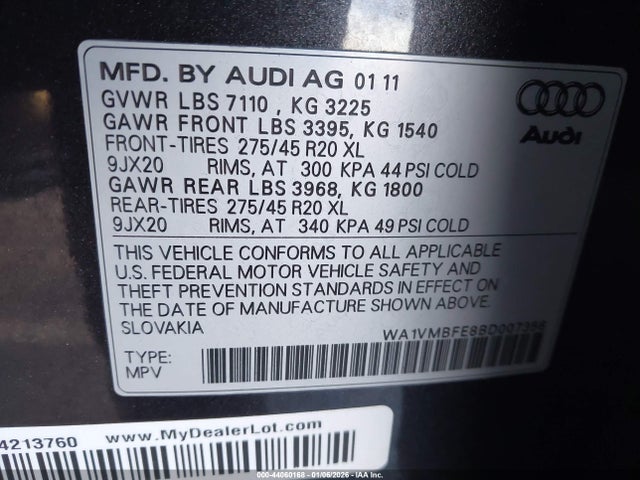 MFD. BY AUDI AG 01 11
GVWR LBS 7110 , KG 3225
GAWR FRONT LBS 3395, KG 1540
FRONT-TIRES 275/45 R20 XL
9JX20 RIMS, AT 300 KPA 44 PSI COLD
GAWR REAR LBS 3968, KG 1800
REAR-TIRES 275/45 R20 XL
9JX20 RIMS, AT 340 KPA 49 PSI COLD
Audi
THIS VEHICLE CONFORMS TO ALL APPLICABLE
U.S. FEDERAL MOTOR VEHICLE SAFETY AND
THEFT PREVENTION STANDARDS IN EFFECT ON
THE DATE OF MANUFACTURE SHOWN ABOVE.
SLOVAKIA
WA1VMBFE8BD007356
TYPE:
MPV
4213760 www.MyDealerLot.com
000-44060168 - 01/06/2026 - IAA Inc.